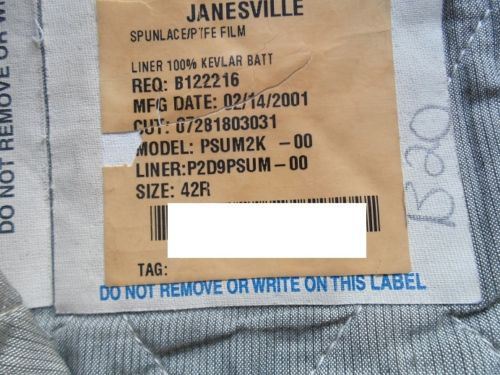 JANESVILLE
SPUNLACE/PTFE FILM
LINER 100% KEVLAR BATT
REQ: B122216
MFG DATE: 02/14/2001
CUT: 07281803031
MODEL: PSUM2K -00
LINER:P2D9PSUM-00
SIZE: 42R
TAG:
DO NOT REMOVE OR WRITE ON THIS LABEL
DO NOT REMOVE OR
B20